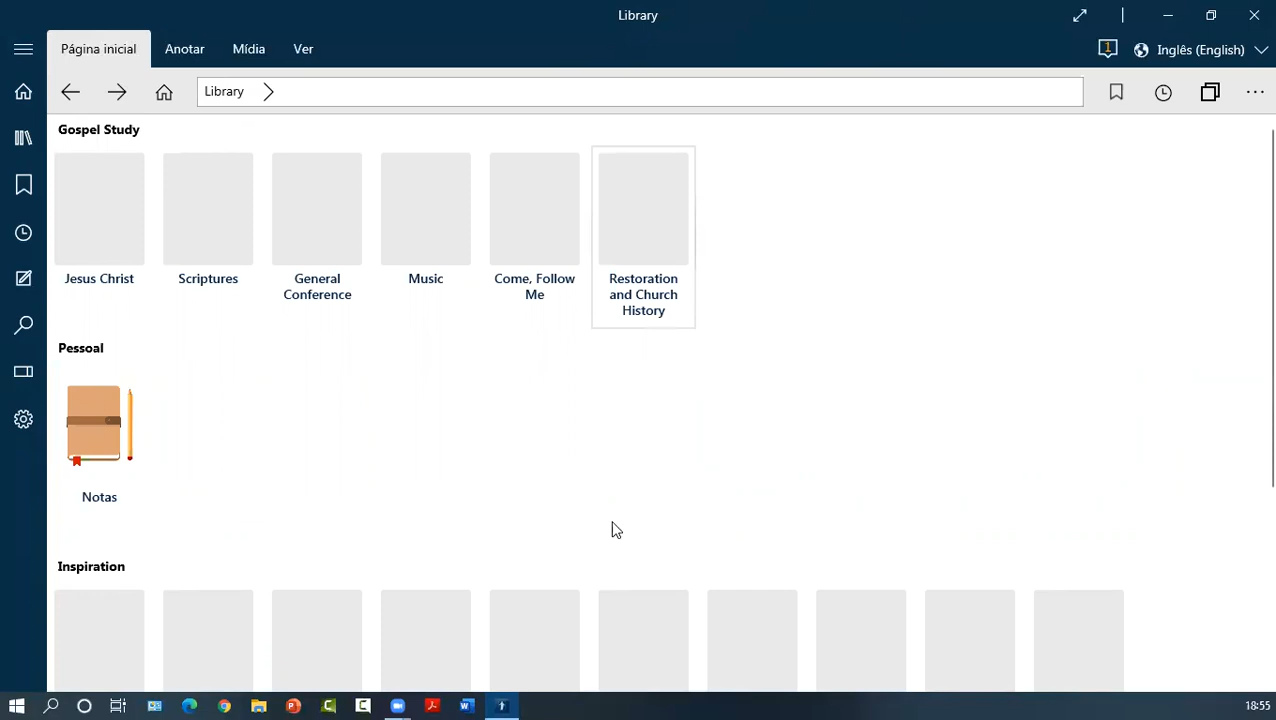 Library
Página inicial
Anotar
Mídia
Ver
1
Inglês (English)
Library
Gospel Study
Jesus Christ
Scriptures
General
Conference
Music
Come, Follow
Me
Restoration
and Church
History
Pessoal
Notas
Inspiration
18:55